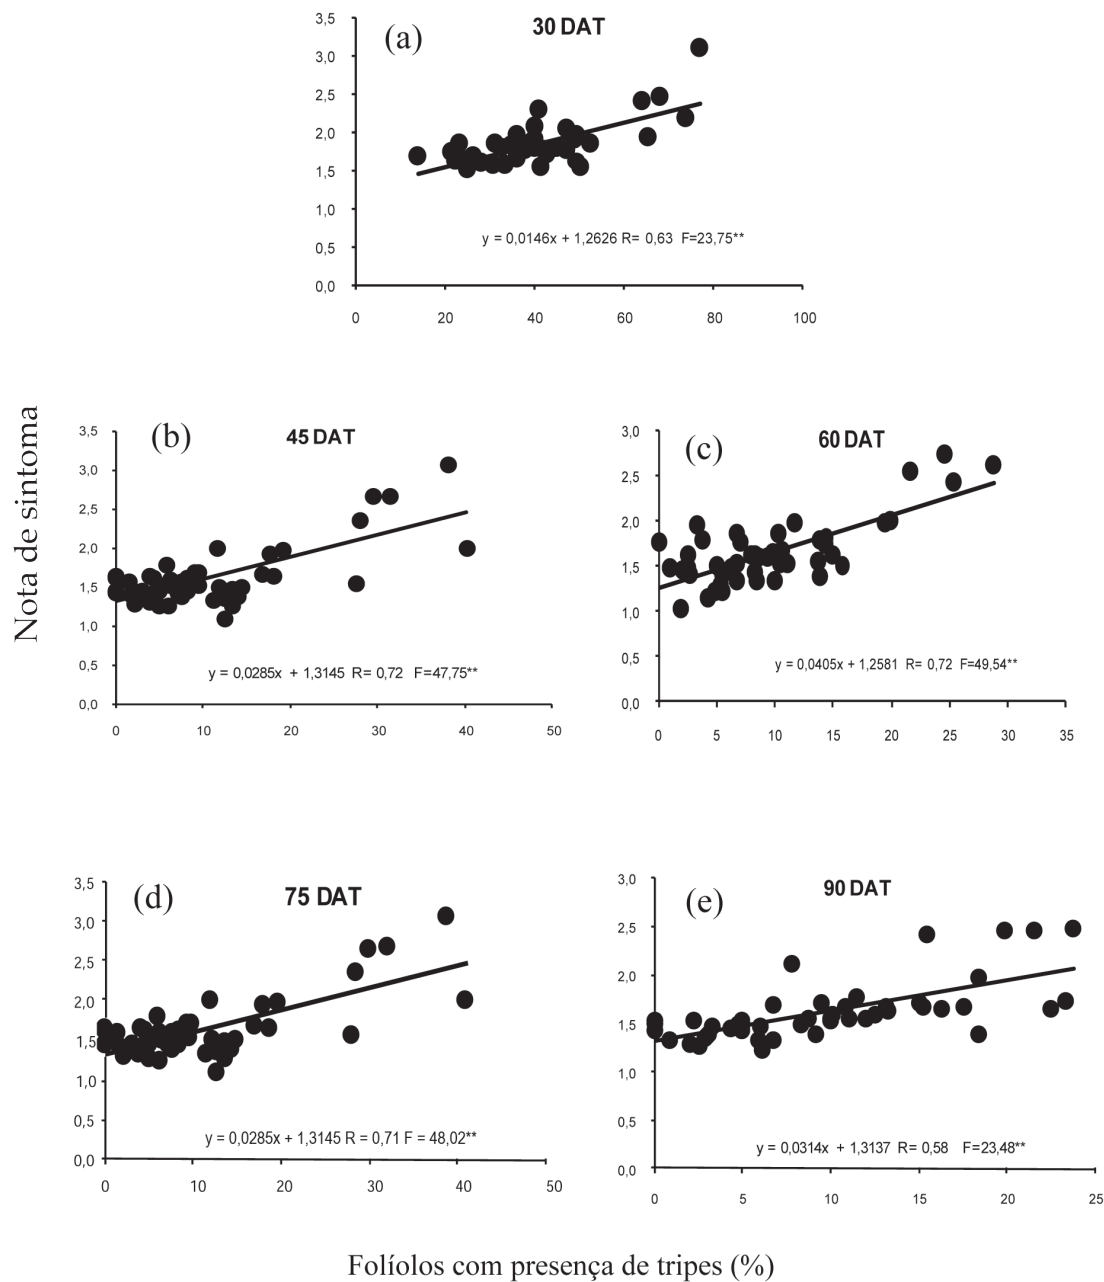 30 DAT
(a)
3,5
3,0
2,5
2,0
1,5
1,0
0,5
0,0
y = 0,0146x + 1,2626 R= 0,63 F=23,75**
0 20 40 60 80 100
Nota de sintoma
(b)
45 DAT
3,5
3,0
2,5
2,0
1,5
1,0
0,5
0,0
y = 0,0285x + 1,3145 R= 0,72 F=47,75**
0 10 20 30 40 50
(c)
60 DAT
3,0
2,5
2,0
1,5
1,0
0,5
0,0
y = 0,0405x + 1,2581 R= 0,72 F=49,54**
0 5 10 15 20 25 30 35
(d)
75 DAT
3,5
3,0
2,5
2,0
1,5
1,0
0,5
0,0
y = 0,0285x + 1,3145 R = 0,71 F = 48,02**
0 10 20 30 40 50
(e)
90 DAT
3,0
2,5
2,0
1,5
1,0
0,5
0,0
y = 0,0314x + 1,3137 R= 0,58 F=23,48**
0 5 10 15 20 25
Folíolos com presença de tripes (%)